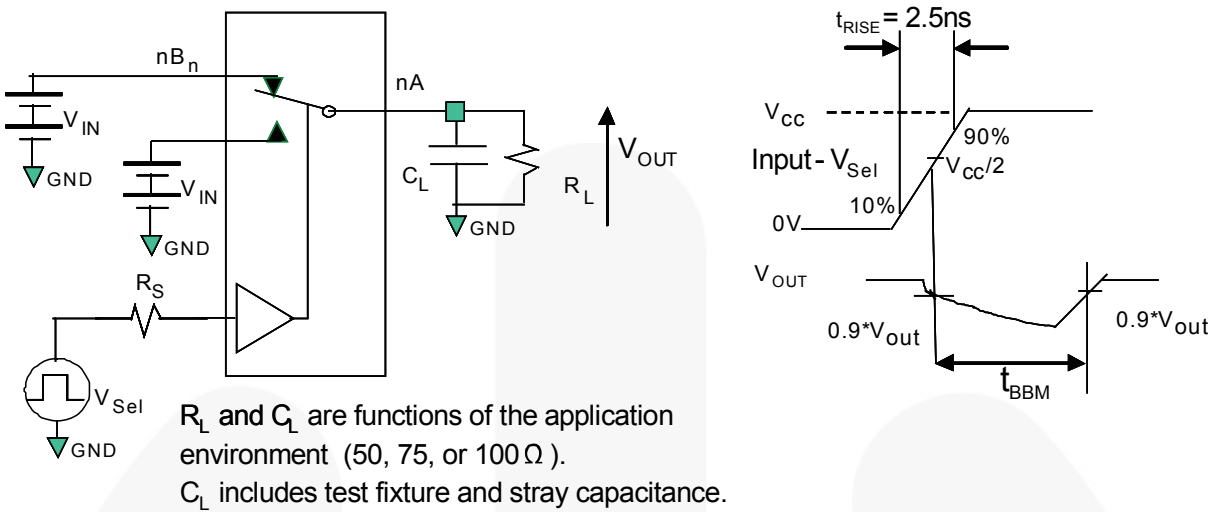 nB_n
V_IN
GND
V_IN
GND
nA
C_L
R_L
V_OUT
GND
R_S
V_Sel
GND
R_L and C_L are functions of the application
environment (50, 75, or 100Ω ).
C_L includes test fixture and stray capacitance.
t_RISE = 2.5ns
V_CC
90%
Input - V_Sel
V_CC/2
10%
0V
V_OUT
0.9*V_out
0.9*V_out
t_BBM